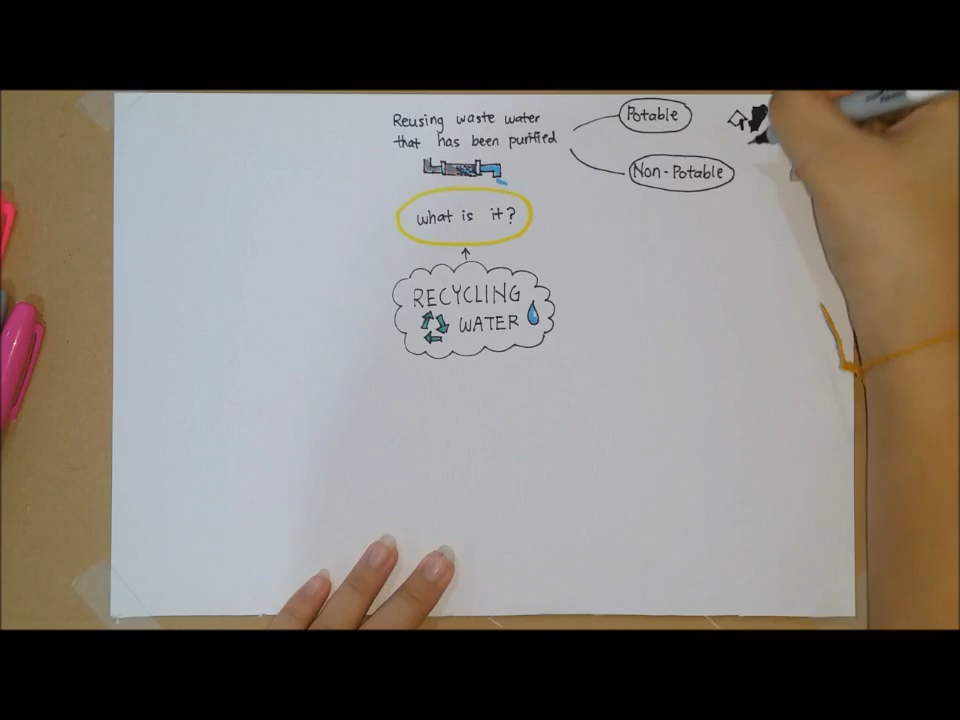 Reusing waste water
that has been purified
Potable
Non-Potable
what is it?
RECYCLING
WATER